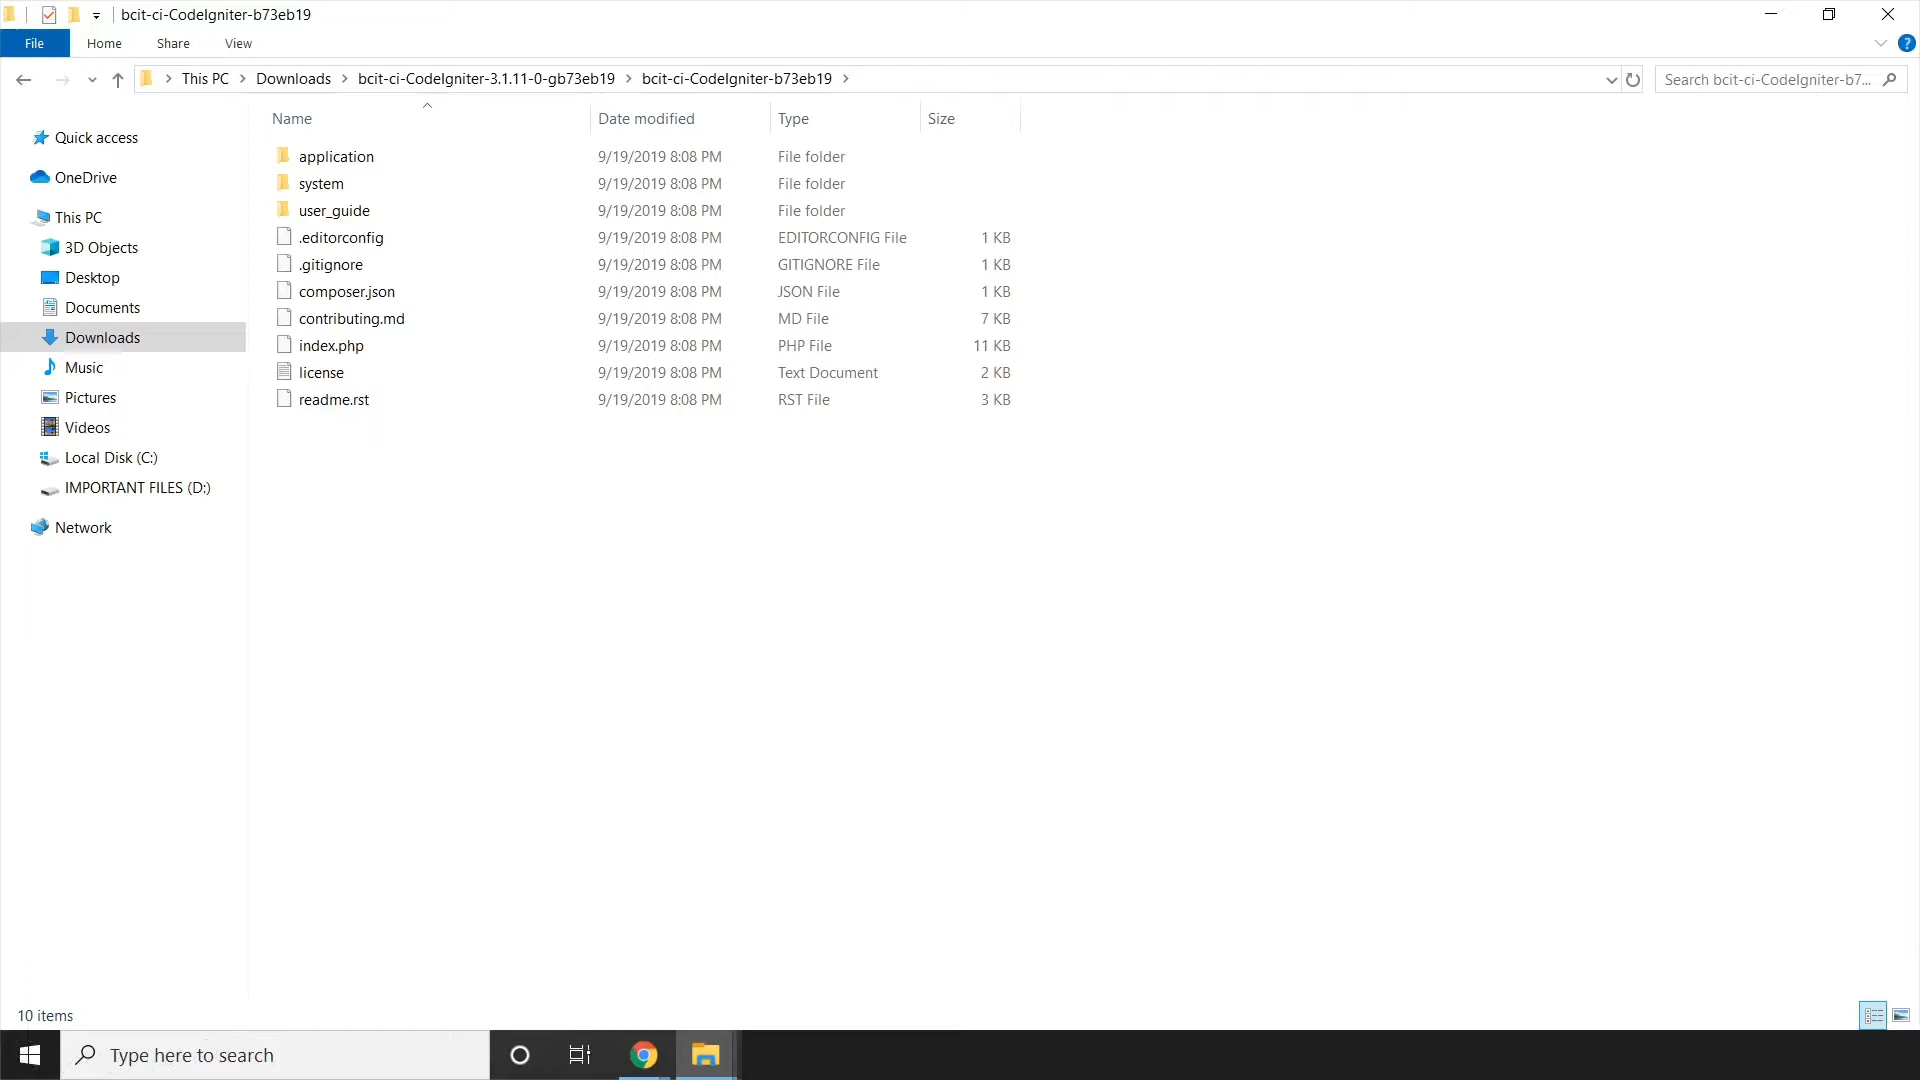 bcit-ci-CodeIgniter-b73eb19
File Home Share View
This PC Downloads bcit-ci-CodeIgniter-3.1.11-0-gb73eb19 bcit-ci-CodeIgniter-b73eb19
Search bcit-ci-CodeIgniter-b7...
Quick access
OneDrive
This PC
3D Objects
Desktop
Documents
Downloads
Music
Pictures
Videos
Local Disk (C:)
IMPORTANT FILES (D:)
Network
Name Date modified Type Size
application 9/19/2019 8:08 PM File folder
system 9/19/2019 8:08 PM File folder
user_guide 9/19/2019 8:08 PM File folder
.editorconfig 9/19/2019 8:08 PM EDITORCONFIG File 1 KB
.gitignore 9/19/2019 8:08 PM GITIGNORE File 1 KB
composer.json 9/19/2019 8:08 PM JSON File 1 KB
contributing.md 9/19/2019 8:08 PM MD File 7 KB
index.php 9/19/2019 8:08 PM PHP File 11 KB
license 9/19/2019 8:08 PM Text Document 2 KB
readme.rst 9/19/2019 8:08 PM RST File 3 KB
10 items
Type here to search